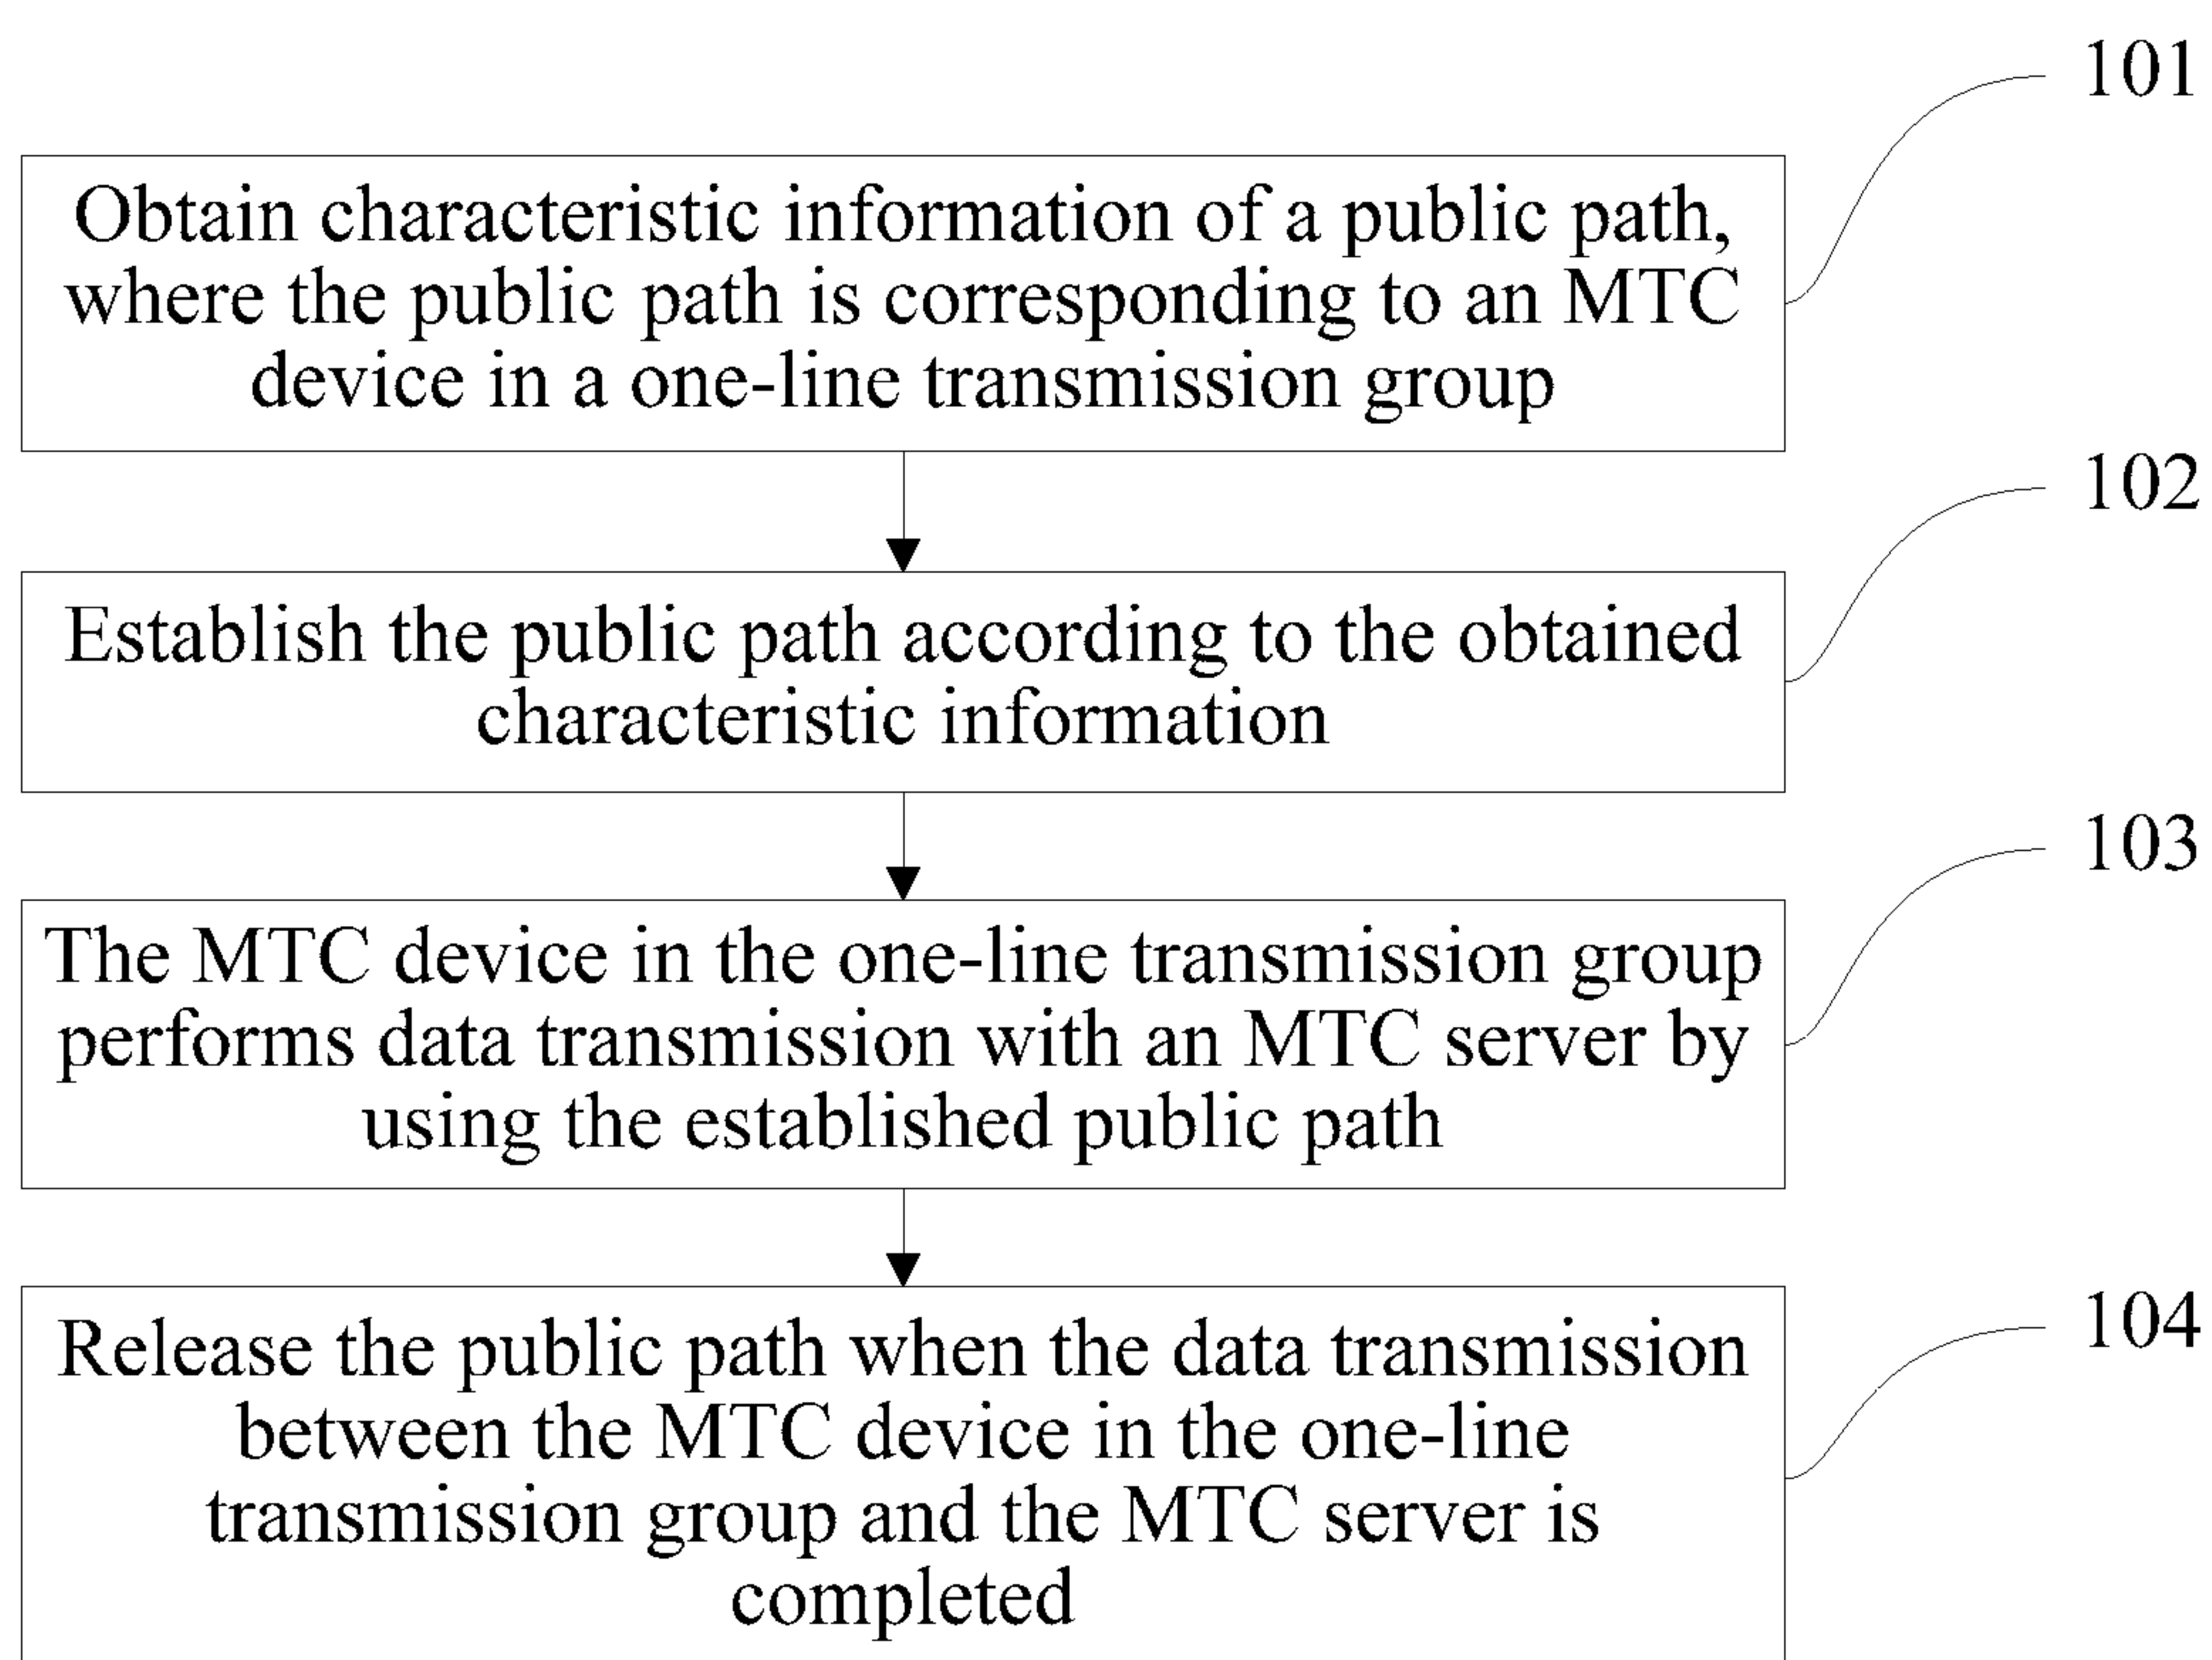 101
Obtain characteristic information of a public path,
where the public path is corresponding to an MTC
device in a one-line transmission group
102
Establish the public path according to the obtained
characteristic information
103
The MTC device in the one-line transmission group
performs data transmission with an MTC server by
using the established public path
104
Release the public path when the data transmission
between the MTC device in the one-line
transmission group and the MTC server is
completed